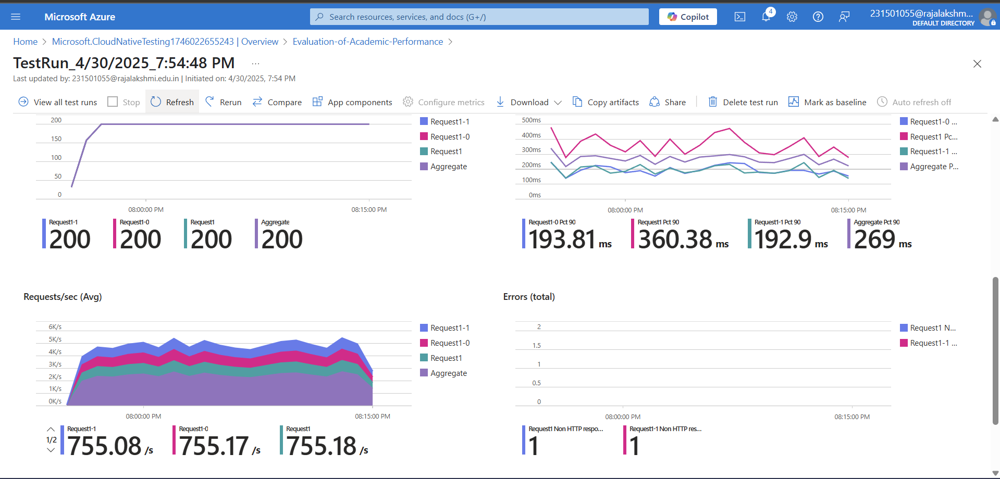 Microsoft Azure
Search resources, services, and docs (G+/)
Copilot
4
231501055@rajalakshm...
DEFAULT DIRECTORY
Home > Microsoft.CloudNativeTesting1746022655243 | Overview > Evaluation-of-Academic-Performance >
TestRun_4/30/2025_7:54:48 PM ...
Last updated by: 231501055@rajalakshmi.edu.in | Initiated on: 4/30/2025, 7:54 PM
View all test runs Stop Refresh Rerun Compare App components Configure metrics Download Copy artifacts Share Delete test run Mark as baseline Auto refresh off
200
150
100
50
0
08:00:00 PM 08:15:00 PM
Request1-1
Request1-0
Request1
Aggregate
Request1-1 Request1-0 Request1 Aggregate
200 200 200 200
500ms
400ms
300ms
200ms
100ms
0ms
08:00:00 PM 08:15:00 PM
Request1-0 ...
Request1 Pc...
Request1-1 ...
Aggregate P...
Request1-0 Pct 90 Request1 Pct 90 Request1-1 Pct 90 Aggregate Pct 90
193.81 ms 360.38 ms 192.9 ms 269 ms
Requests/sec (Avg)
6K/s
5K/s
4K/s
3K/s
2K/s
1K/s
0K/s
08:00:00 PM 08:15:00 PM
Request1-1
Request1-0
Request1
Aggregate
1/2
Request1-1 Request1-0 Request1
755.08 /s 755.17 /s 755.18 /s
Errors (total)
2
1.5
1
0.5
0
08:00:00 PM 08:15:00 PM
Request1 N...
Request1-1 ...
Request1 Non HTTP respo... Request1-1 Non HTTP res...
1 1